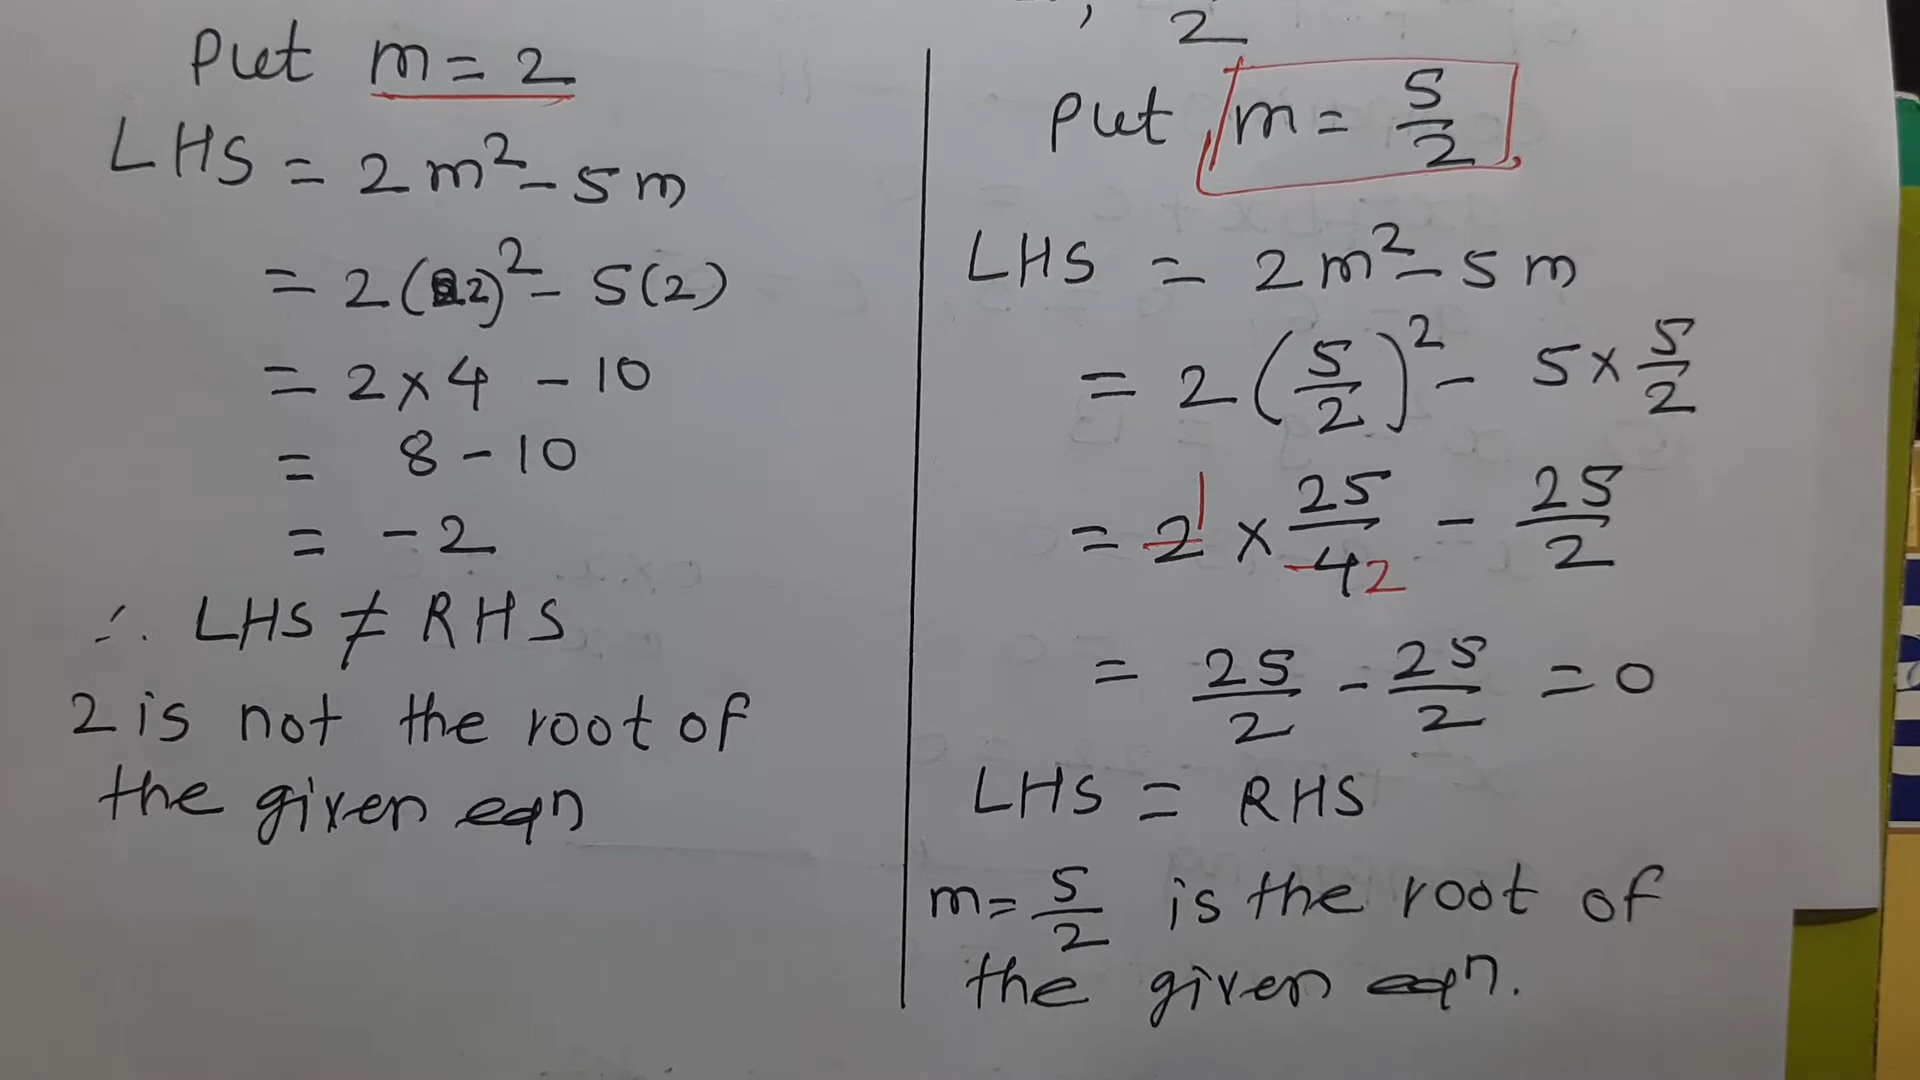 , 2
Put m = 2
LHS = 2m² - 5m
= 2(2)² - 5(2)
= 2 × 4 - 10
= 8 - 10
= -2
∴ LHS ≠ RHS
2 is not the root of
the given eqn
Put m = 5/2
LHS = 2m² - 5m
= 2(5/2)² - 5 × 5/2
= 2 1 × 25/4 2 - 25/2
= 25/2 - 25/2 = 0
LHS = RHS
m = 5/2 is the root of
the given eqn.